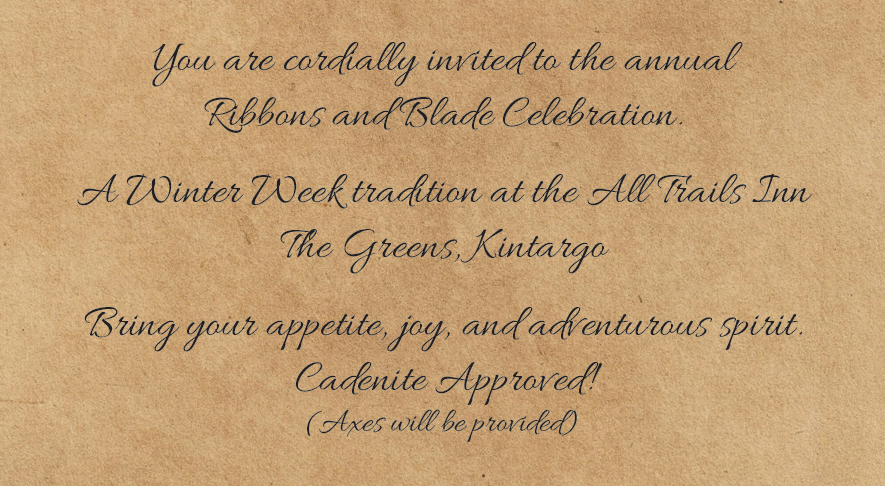 You are cordially invited to the annual
Ribbons and Blade Celebration.
A Winter Week tradition at the All Trails Inn
The Greens, Kintargo
Bring your appetite, joy, and adventurous spirit.
Cadenite Approved!
(Axes will be provided)